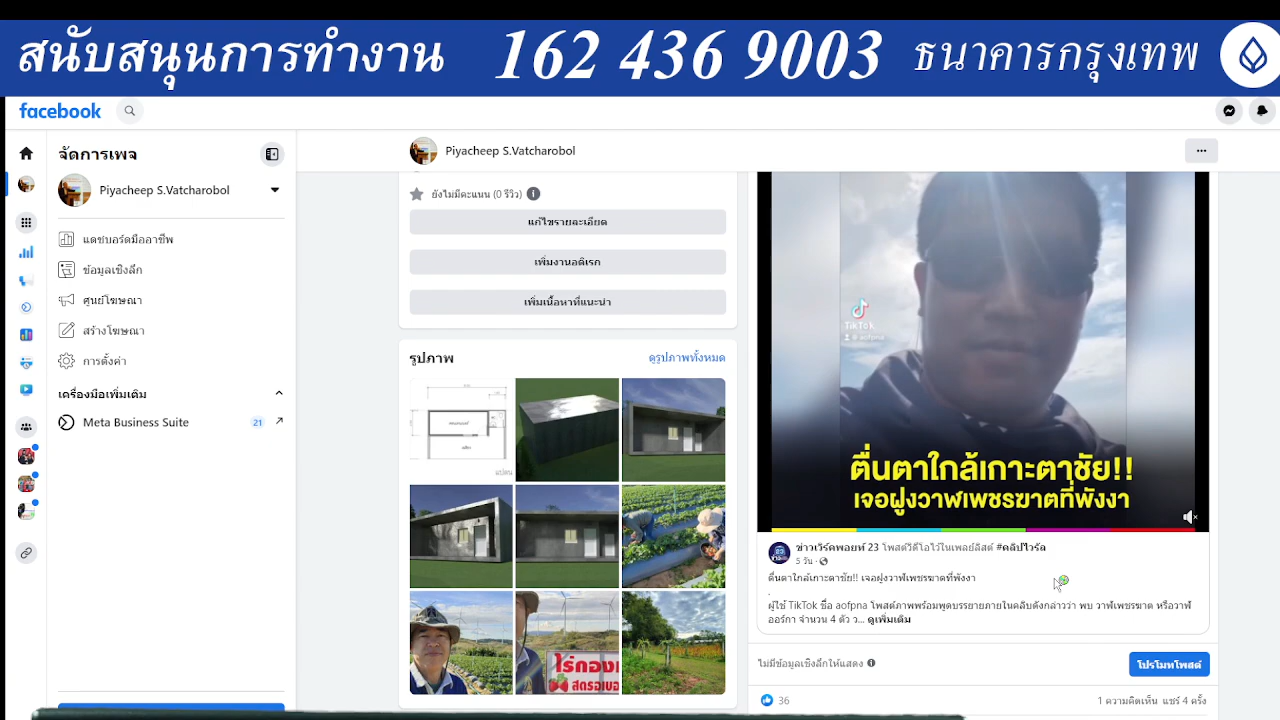 สนับสนุนการทำงาน 162 436 9003 ธนาคารกรุงเทพ
facebook
จัดการเพจ
Piyacheep S.Vatcharobol
แดชบอร์ดมืออาชีพ
ข้อมูลเชิงลึก
ศูนย์โฆษณา
สร้างโฆษณา
การตั้งค่า
เครื่องมือเพิ่มเติม
Meta Business Suite 21
Piyacheep S.Vatcharobol
ยังไม่มีคะแนน (0 รีวิว)
แก้ไขรายละเอียด
เพิ่มงานอดิเรก
เพิ่มเนื้อหาที่แนะนำ
รูปภาพ ดูรูปภาพทั้งหมด
แปลน
ไร่กอง
สตรอเบอ
TikTok
@ aofpna
ตื่นตาใกล้เกาะตาชัย!!
เจอฝูงวาฬเพชรฆาตที่พังงา
ข่าวเวิร์คพอยท์ 23 โพสต์วิดีโอไว้ในเพลย์ลิสต์ #คลิปไวรัล
5 วัน ·
ตื่นตาใกล้เกาะตาชัย!! เจอฝูงวาฬเพชรฆาตที่พังงา
.
ผู้ใช้ TikTok ชื่อ aofpna โพสต์ภาพพร้อมพูดบรรยายภายในคลิปดังกล่าวว่า พบ วาฬเพชรฆาต หรือวาฬ
ออร์กา จำนวน 4 ตัว ว... ดูเพิ่มเติม
ไม่มีข้อมูลเชิงลึกให้แสดง โปรโมทโพสต์
36 1 ความคิดเห็น แชร์ 4 ครั้ง